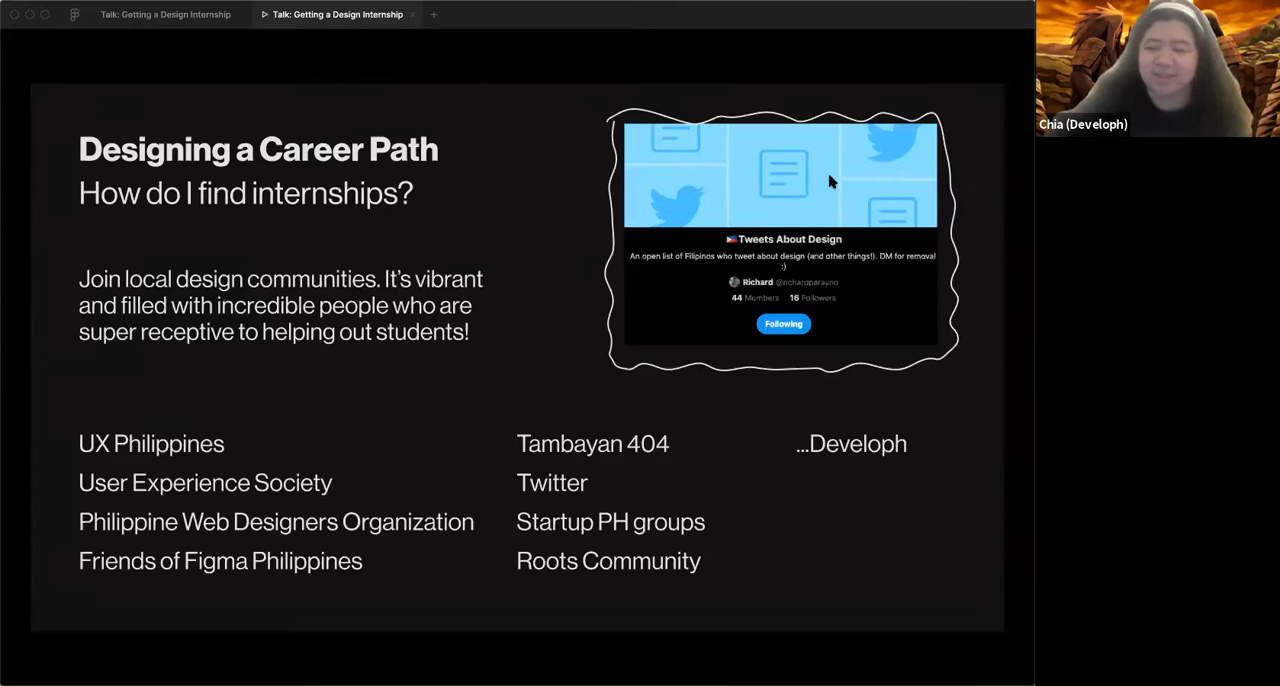 Talk: Getting a Design Internship
Talk: Getting a Design Internship
Designing a Career Path
How do I find internships?
Join local design communities. It's vibrant
and filled with incredible people who are
super receptive to helping out students!
🇵🇭Tweets About Design
An open list of Filipinos who tweet about design (and other things!). DM for removal
:)
Richard @richardparayno
44 Members 16 Followers
Following
UX Philippines
User Experience Society
Philippine Web Designers Organization
Friends of Figma Philippines
Tambayan 404
Twitter
Startup PH groups
Roots Community
...Developh
Chia (Developh)